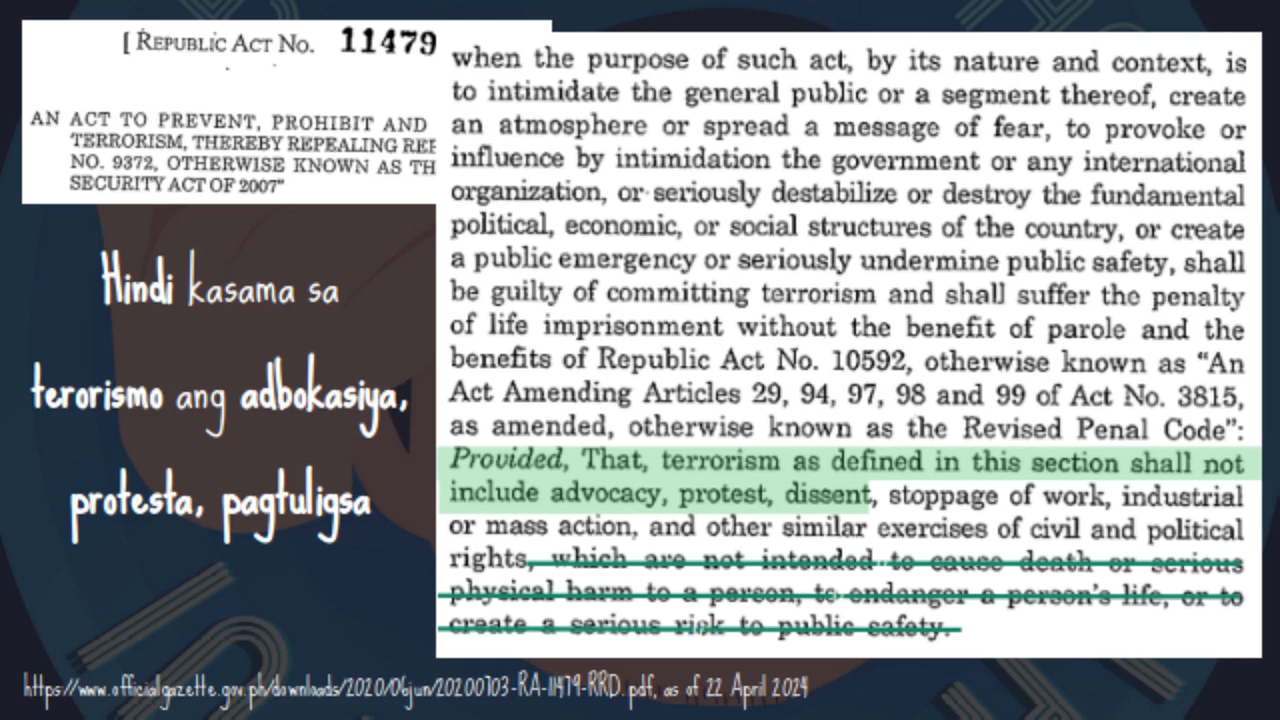 [ REPUBLIC ACT NO. 11479
AN ACT TO PREVENT, PROHIBIT AND
TERRORISM, THEREBY REPEALING REF
NO. 9372, OTHERWISE KNOWN AS TH
SECURITY ACT OF 2007"
Hindi kasama sa
terorismo ang adbokasiya,
protesta, pagtuligsa
when the purpose of such act, by its nature and context, is
to intimidate the general public or a segment thereof, create
an atmosphere or spread a message of fear, to provoke or
influence by intimidation the government or any international
organization, or seriously destabilize or destroy the fundamental
political, economic, or social structures of the country, or create
a public emergency or seriously undermine public safety, shall
be guilty of committing terrorism and shall suffer the penalty
of life imprisonment without the benefit of parole and the
benefits of Republic Act No. 10592, otherwise known as “An
Act Amending Articles 29, 94, 97, 98 and 99 of Act No. 3815,
as amended, otherwise known as the Revised Penal Code”:
Provided, That, terrorism as defined in this section shall not
include advocacy, protest, dissent, stoppage of work, industrial
or mass action, and other similar exercises of civil and political
rights, which are not intended to cause death or serious
physical harm to a person, to endanger a person's life, or to
create a serious risk to public safety.
https://www.officialgazette.gov.ph/downloads/2020/06jun/20200703-RA-11479-RRD.pdf, as of 22 April 2024